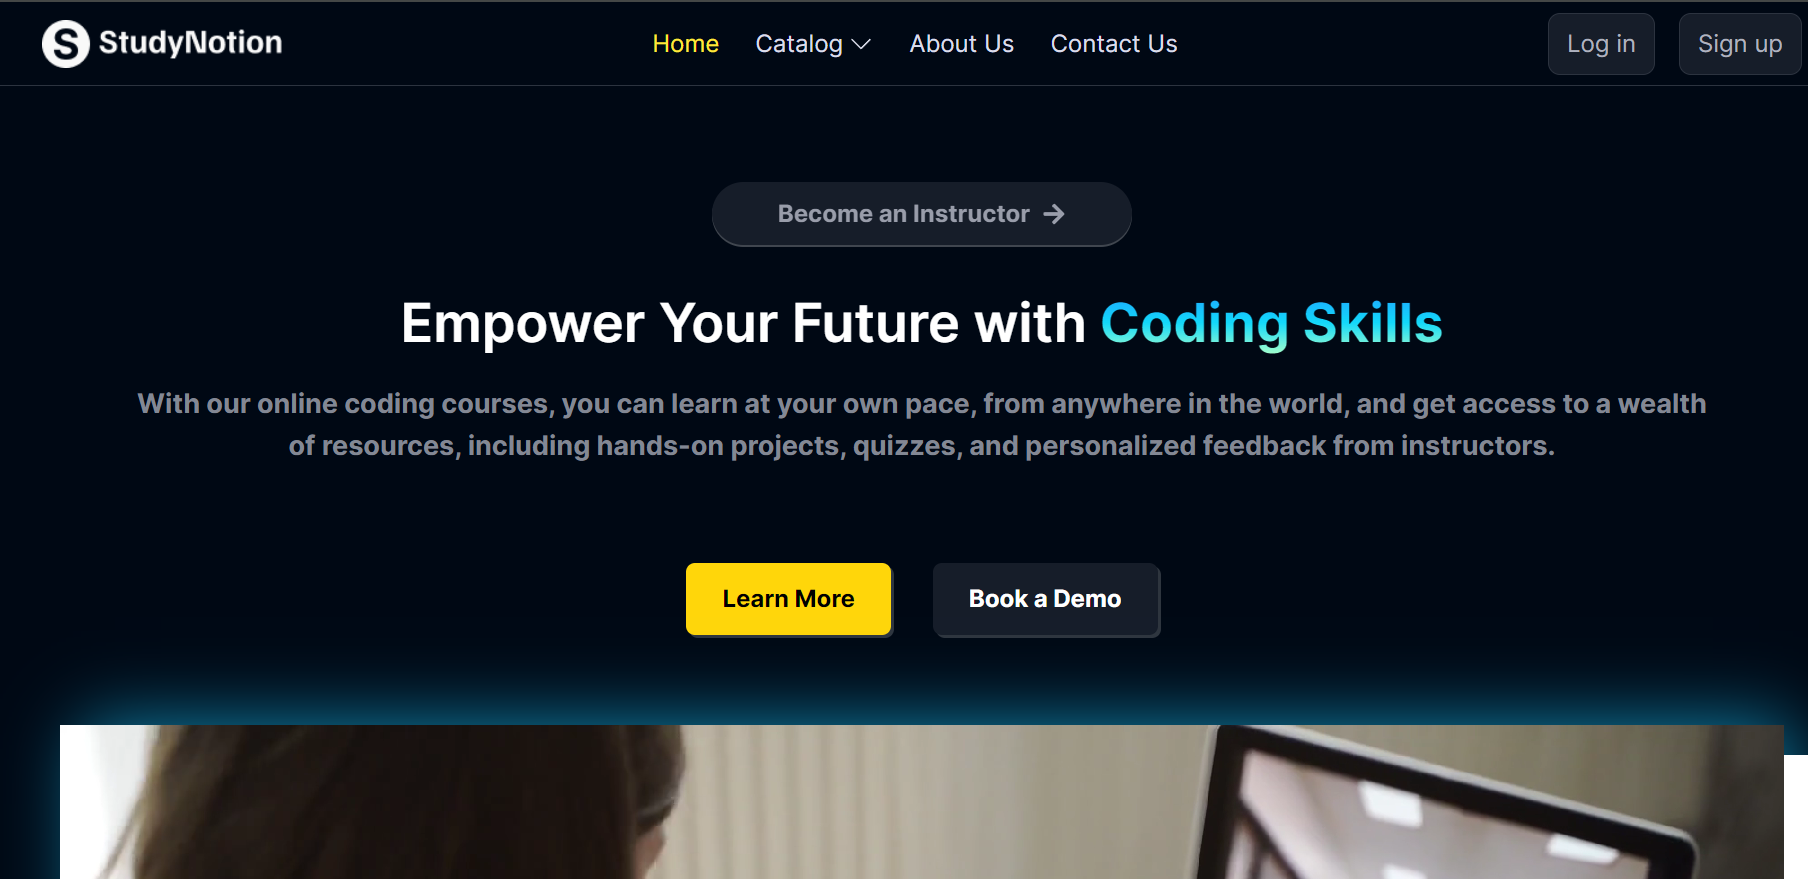 StudyNotion
Home Catalog About Us Contact Us
Log in Sign up
Become an Instructor →
Empower Your Future with Coding Skills
With our online coding courses, you can learn at your own pace, from anywhere in the world, and get access to a wealth
of resources, including hands-on projects, quizzes, and personalized feedback from instructors.
Learn More Book a Demo